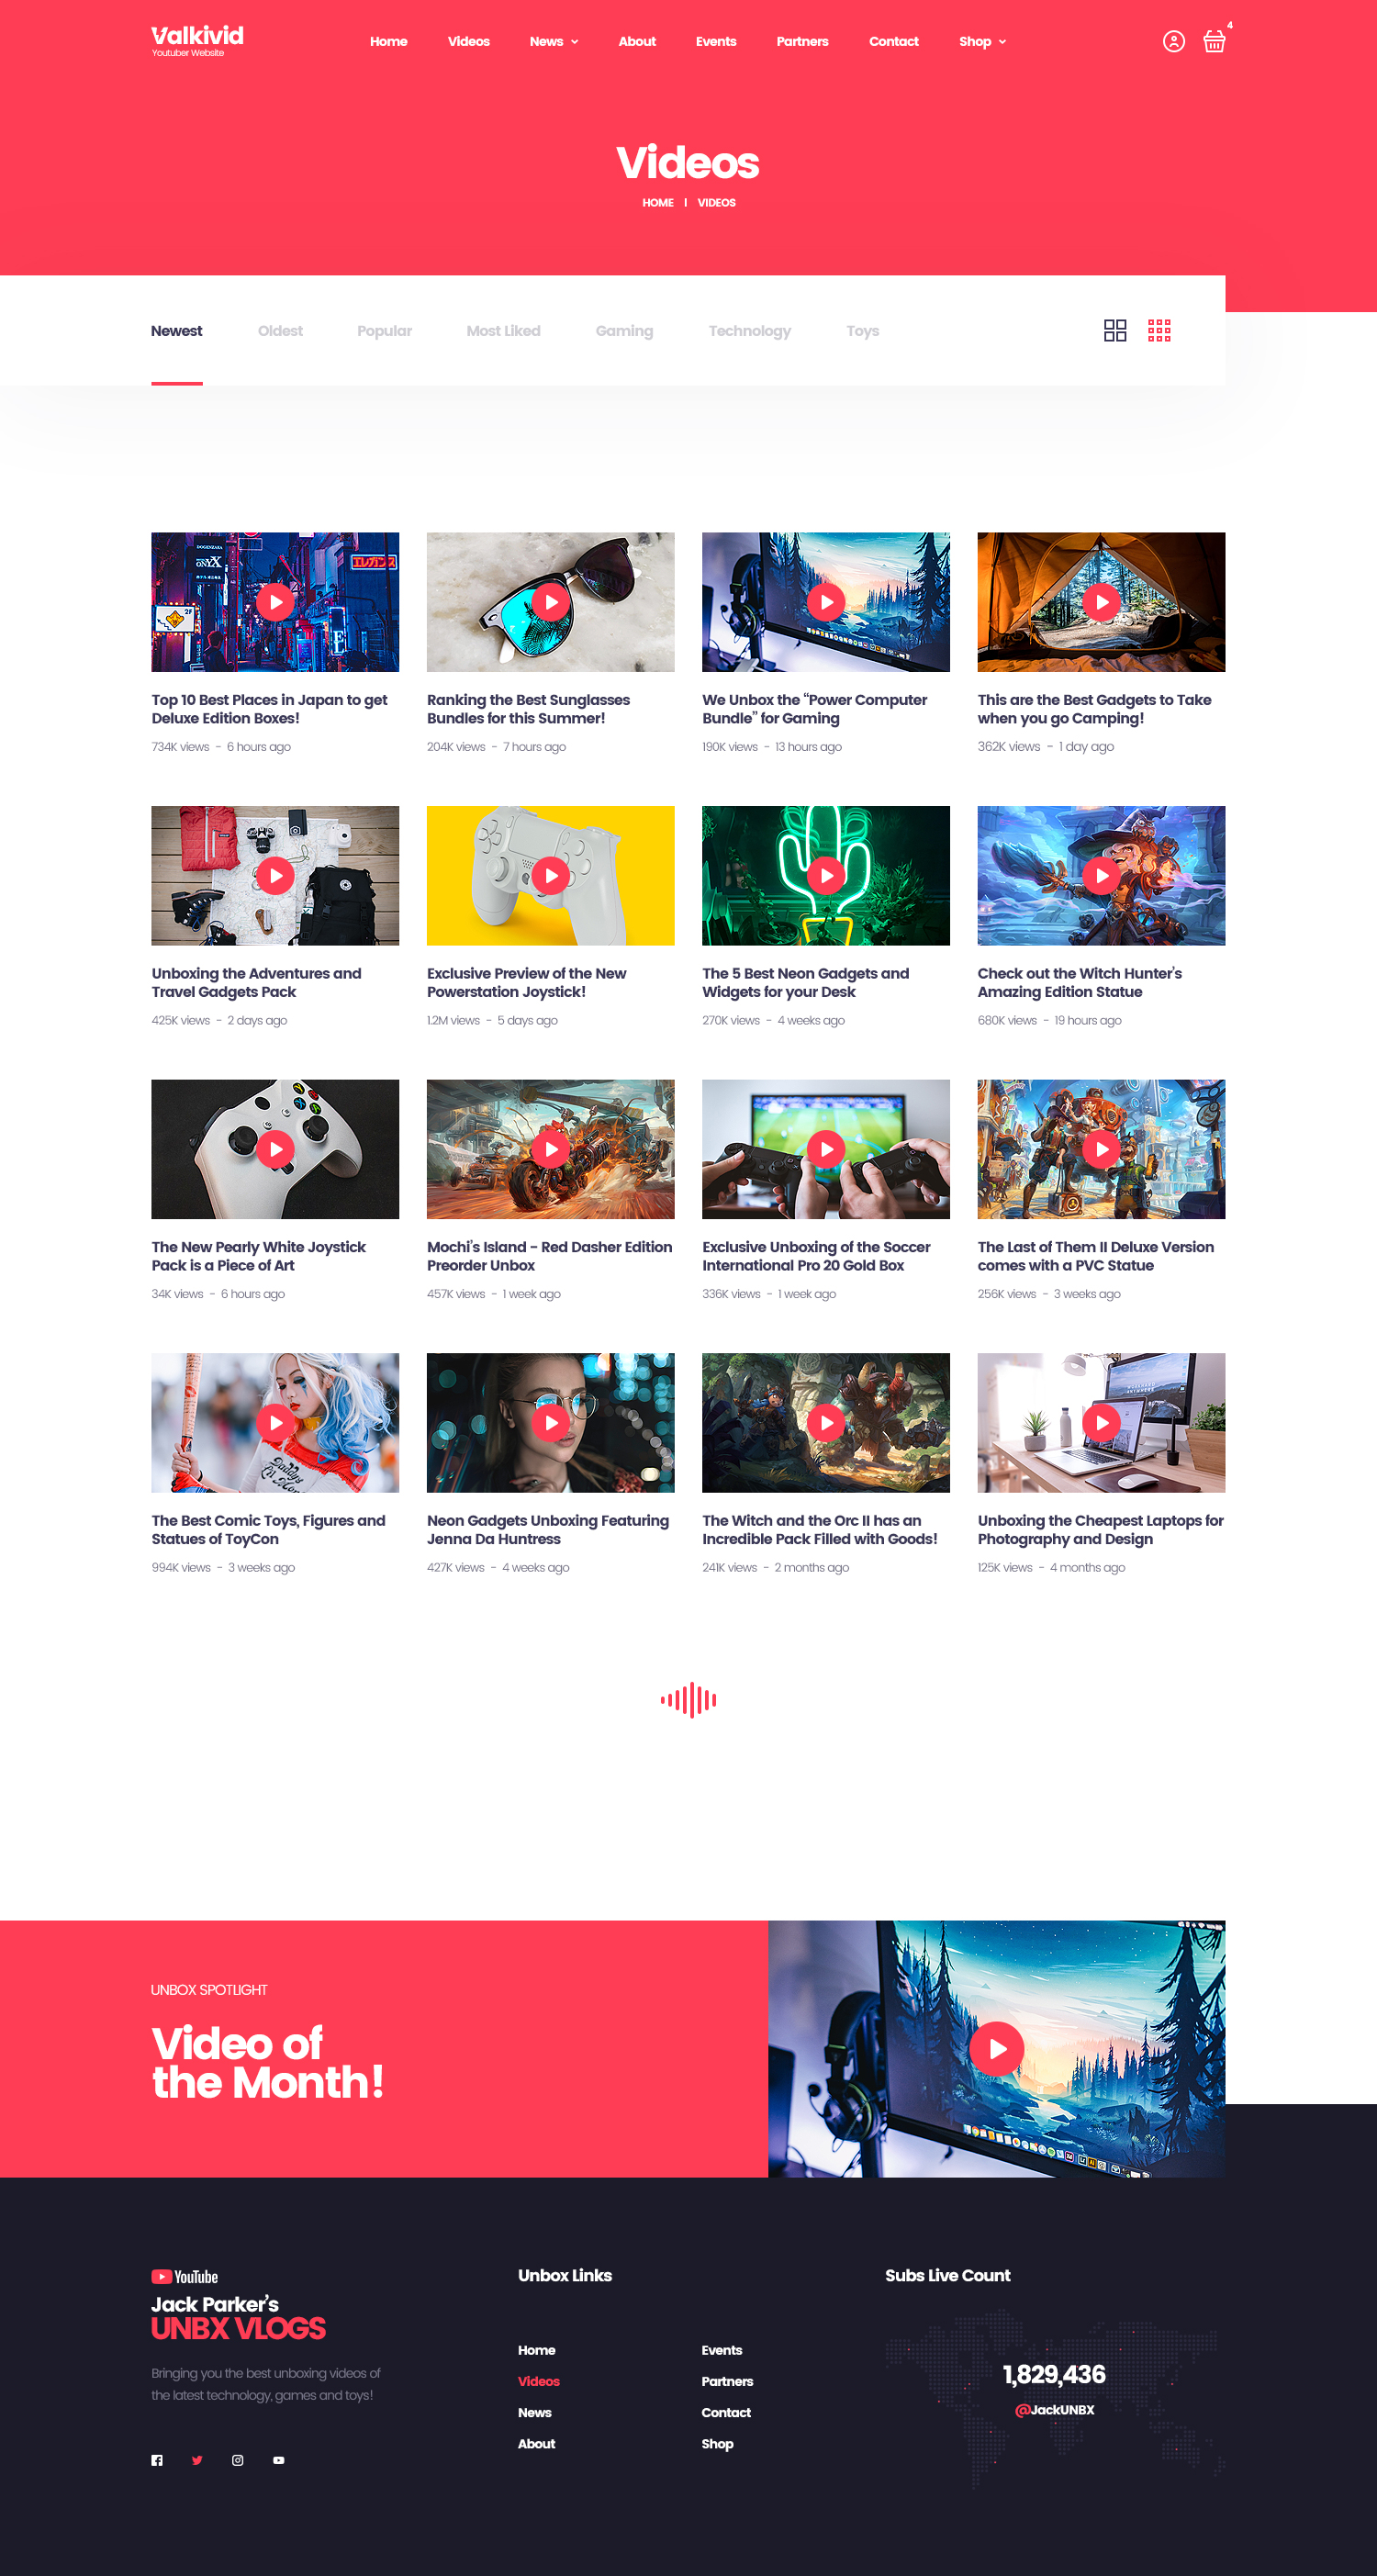 Valkivid
Youtuber Website
Home Videos News About Events Partners Contact Shop
4
Videos
HOME | VIDEOS
Newest Oldest Popular Most Liked Gaming Technology Toys
DOGENZAKA
ONYX
エレガンス
2F
Top 10 Best Places in Japan to get
Deluxe Edition Boxes!
734K views - 6 hours ago
Ranking the Best Sunglasses
Bundles for this Summer!
204K views - 7 hours ago
We Unbox the “Power Computer
Bundle” for Gaming
190K views - 13 hours ago
This are the Best Gadgets to Take
when you go Camping!
362K views - 1 day ago
Unboxing the Adventures and
Travel Gadgets Pack
425K views - 2 days ago
Exclusive Preview of the New
Powerstation Joystick!
1.2M views - 5 days ago
The 5 Best Neon Gadgets and
Widgets for your Desk
270K views - 4 weeks ago
Check out the Witch Hunter’s
Amazing Edition Statue
680K views - 19 hours ago
The New Pearly White Joystick
Pack is a Piece of Art
34K views - 6 hours ago
Mochi’s Island - Red Dasher Edition
Preorder Unbox
457K views - 1 week ago
Exclusive Unboxing of the Soccer
International Pro 20 Gold Box
336K views - 1 week ago
The Last of Them II Deluxe Version
comes with a PVC Statue
256K views - 3 weeks ago
Daddy's
The Best Comic Toys, Figures and
Statues of ToyCon
994K views - 3 weeks ago
Neon Gadgets Unboxing Featuring
Jenna Da Huntress
427K views - 4 weeks ago
The Witch and the Orc II has an
Incredible Pack Filled with Goods!
241K views - 2 months ago
Unboxing the Cheapest Laptops for
Photography and Design
125K views - 4 months ago
UNBOX SPOTLIGHT
Video of
the Month!
YouTube
Jack Parker’s
UNBX VLOGS
Bringing you the best unboxing videos of
the latest technology, games and toys!
Unbox Links
Home
Videos
News
About
Events
Partners
Contact
Shop
Subs Live Count
1,829,436
@JackUNBX